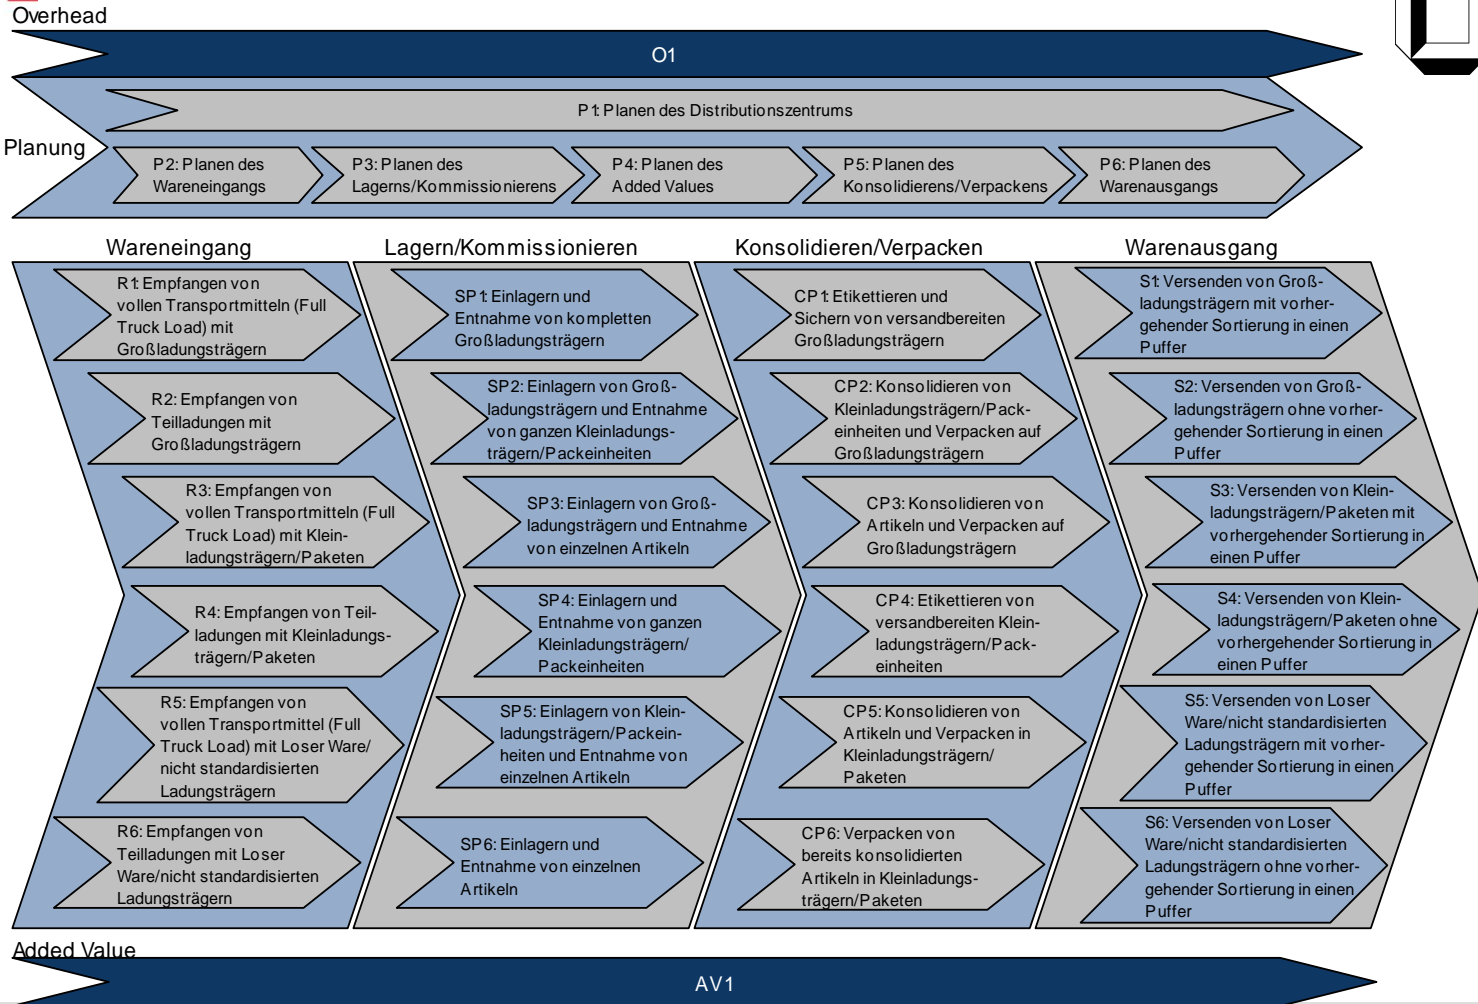 Overhead
O1
P1: Planen des Distributionszentrums
Planung
P2: Planen des
Wareneingangs
P3: Planen des
Lagerns/Kommissionierens
P4: Planen des
Added Values
P5: Planen des
Konsolidierens/Verpackens
P6: Planen des
Warenausgangs
Wareneingang
R1: Empfangen von
vollen Transportmitteln (Full
Truck Load) mit
Großladungsträgern
R2: Empfangen von
Teilladungen mit
Großladungsträgern
R3: Empfangen von
vollen Transportmitteln (Full
Truck Load) mit Klein-
ladungsträgern/Paketen
R4: Empfangen von Teil-
ladungen mit Kleinladungs-
trägern/Paketen
R5: Empfangen von
vollen Transportmittel (Full
Truck Load) mit Loser Ware/
nicht standardisierten
Ladungsträgern
R6: Empfangen von
Teilladungen mit Loser
Ware/nicht standardisierten
Ladungsträgern
Lagern/Kommissionieren
SP1: Einlagern und
Entnahme von kompletten
Großladungsträgern
SP2: Einlagern von Groß-
ladungsträgern und Entnahme
von ganzen Kleinladungs-
trägern/Packeinheiten
SP3: Einlagern von Groß-
ladungsträgern und Entnahme
von einzelnen Artikeln
SP4: Einlagern und
Entnahme von ganzen
Kleinladungsträgern/
Packeinheiten
SP5: Einlagern von Klein-
ladungsträgern/Packein-
heiten und Entnahme von
einzelnen Artikeln
SP6: Einlagern und
Entnahme von einzelnen
Artikeln
Konsolidieren/Verpacken
CP1: Etikettieren und
Sichern von versandbereiten
Großladungsträgern
CP2: Konsolidieren von
Kleinladungsträgern/Pack-
einheiten und Verpacken auf
Großladungsträgern
CP3: Konsolidieren von
Artikeln und Verpacken auf
Großladungsträgern
CP4: Etikettieren von
versandbereiten Klein-
ladungsträgern/Pack-
einheiten
CP5: Konsolidieren von
Artikeln und Verpacken in
Kleinladungsträgern/
Paketen
CP6: Verpacken von
bereits konsolidierten
Artikeln in Kleinladungs-
trägern/Paketen
Warenausgang
S1: Versenden von Groß-
ladungsträgern mit vorher-
gehender Sortierung in einen
Puffer
S2: Versenden von Groß-
ladungsträgern ohne vorher-
gehender Sortierung in einen
Puffer
S3: Versenden von Klein-
ladungsträgern/Paketen mit
vorhergehender Sortierung in
einen Puffer
S4: Versenden von Klein-
ladungsträgern/Paketen ohne
vorhergehender Sortierung in
einen Puffer
S5: Versenden von Loser
Ware/nicht standardisierten
Ladungsträgern mit vorher-
gehender Sortierung in einen
Puffer
S6: Versenden von Loser
Ware/nicht standardisierten
Ladungsträgern ohne vorher-
gehender Sortierung in einen
Puffer
Added Value
AV1